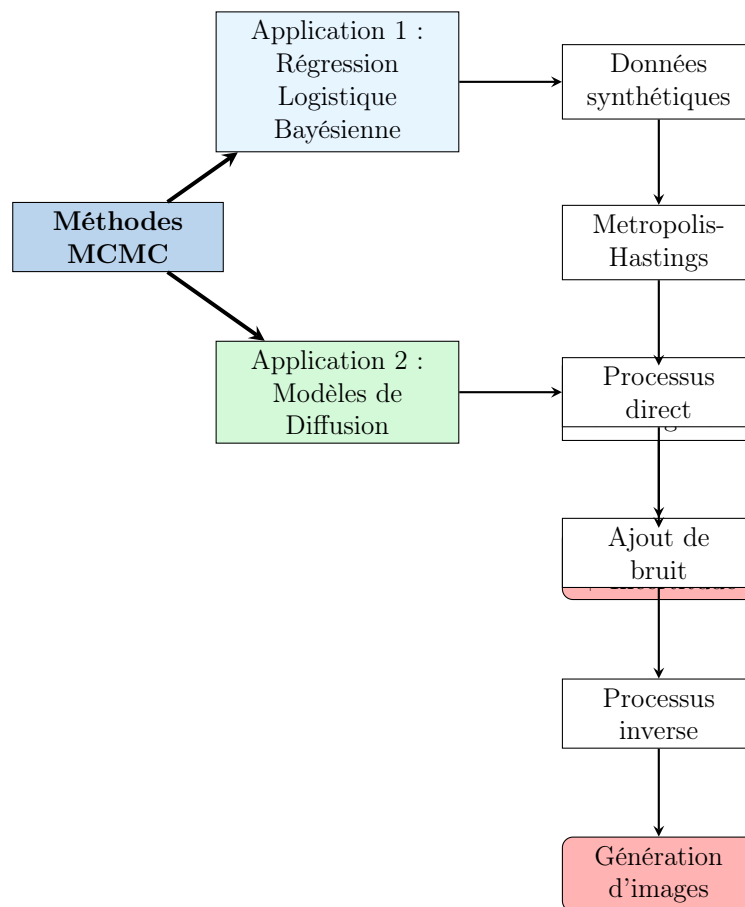 Application 1 :
Régression
Logistique
Bayésienne
Données
synthétiques
Méthodes
MCMC
Metropolis-
Hastings
Application 2 :
Modèles de
Diffusion
Processus
direct
Ajout de
bruit
Processus
inverse
Génération
d'images